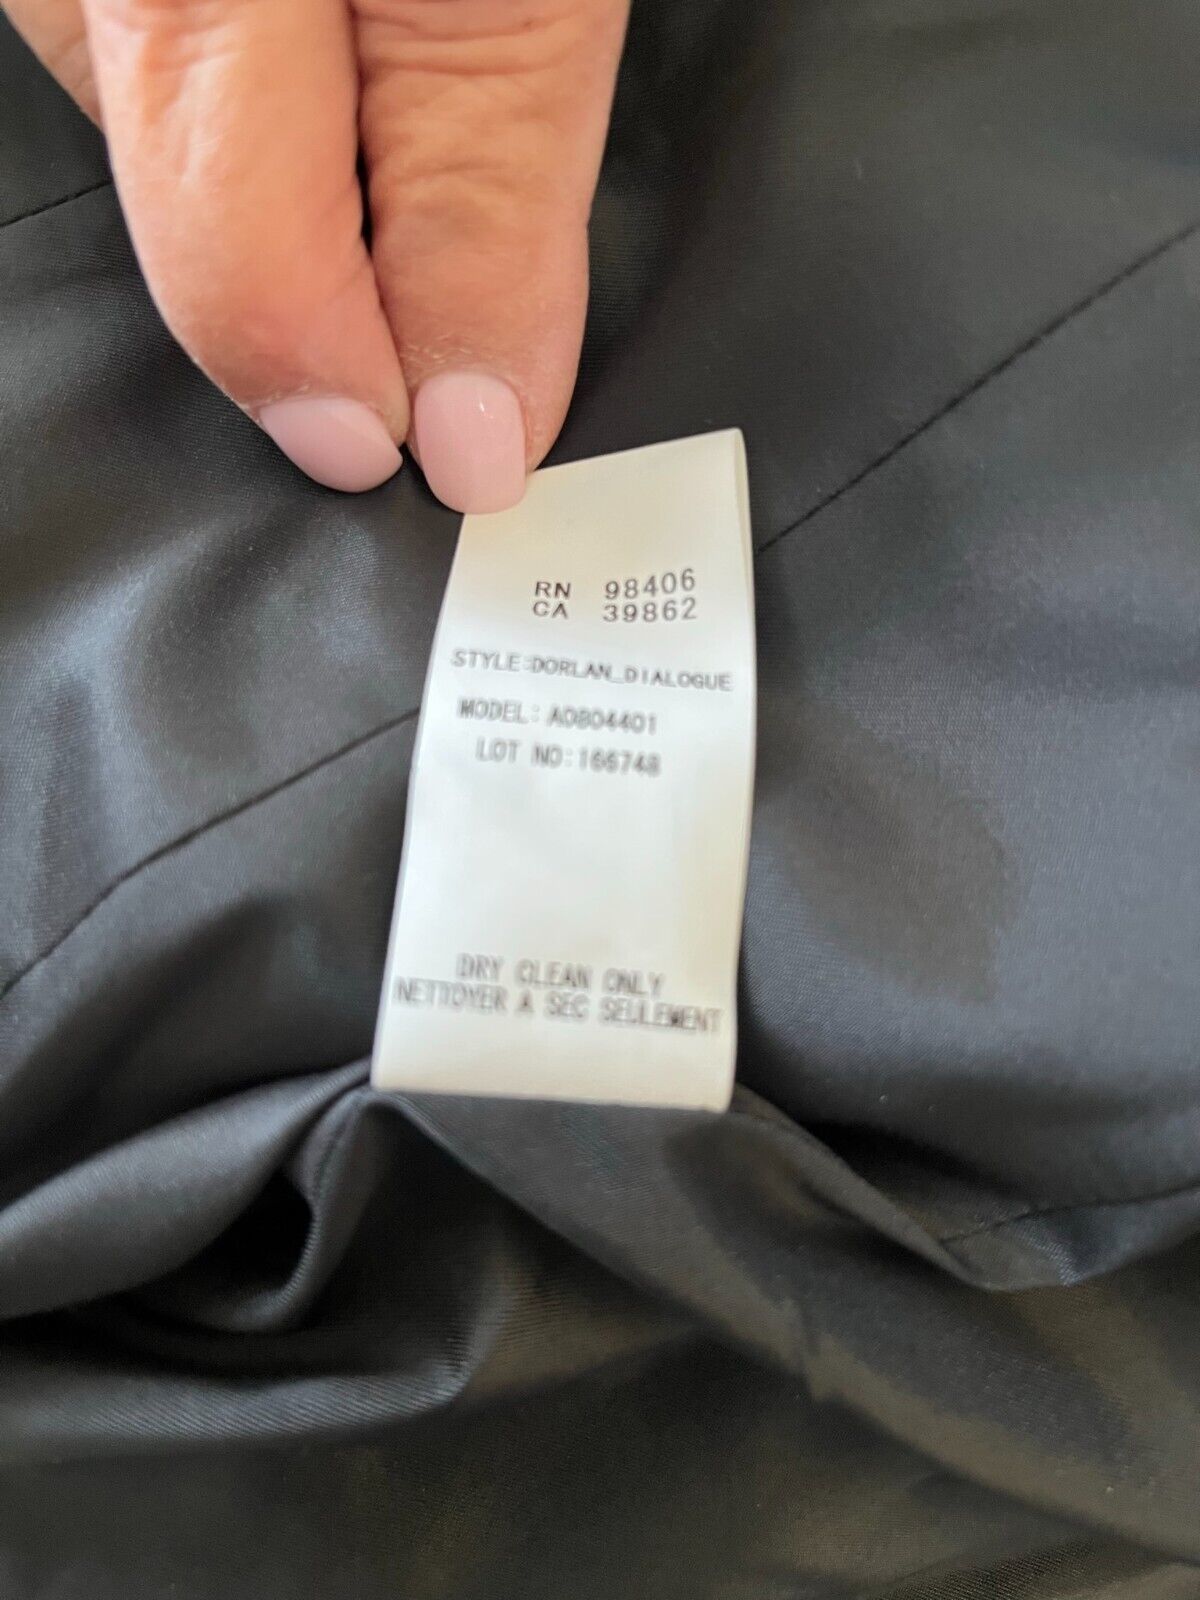 RN 98406
CA 39862
STYLE:DORLAN_DIALOGUE
MODEL: A0804401
LOT NO:166748
DRY CLEAN ONLY
NETTOYER A SEC SEULEMENT